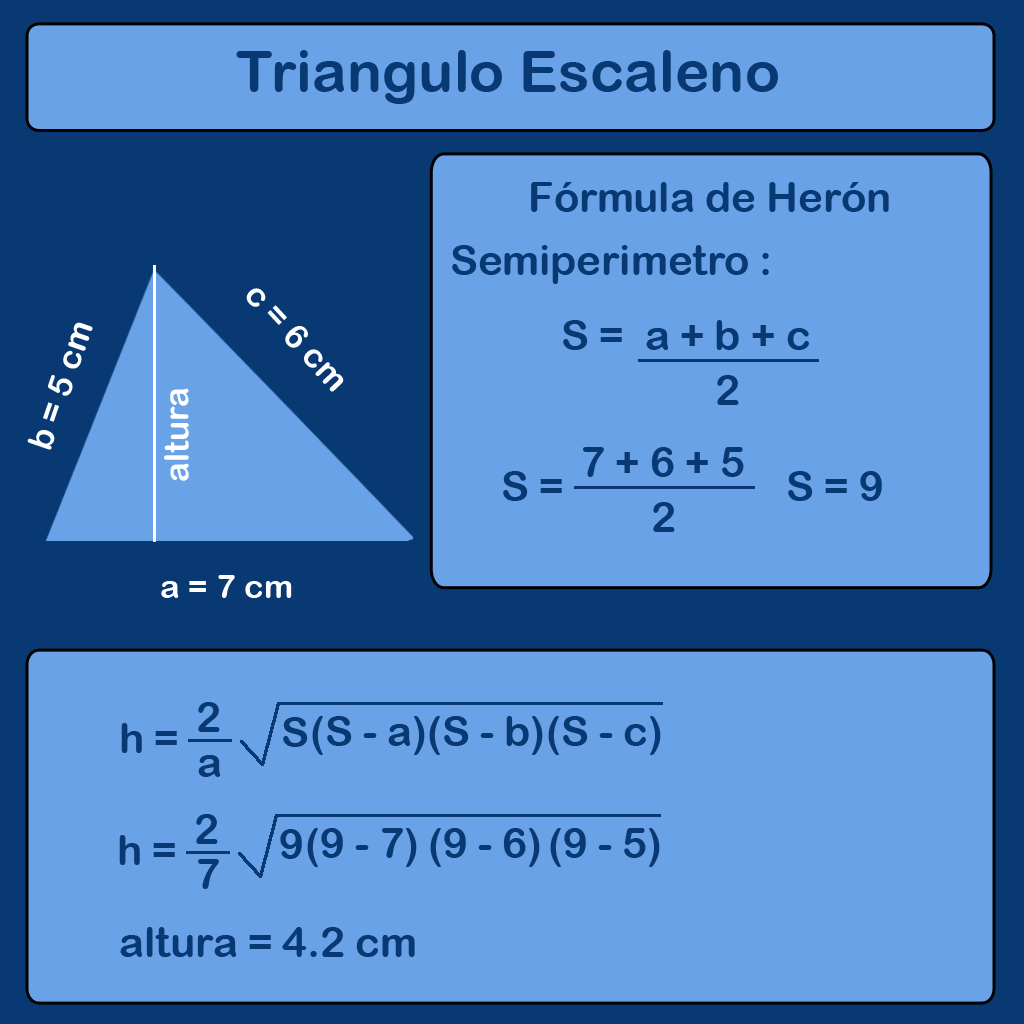 Triangulo Escaleno
Fórmula de Herón
Semiperimetro :
S = a + b + c
2
S = 7 + 6 + 5
2
S = 9
b = 5 cm
c = 6 cm
altura
a = 7 cm
h = 2/a √S(S - a)(S - b)(S - c)
h = 2/7 √9(9 - 7) (9 - 6) (9 - 5)
altura = 4.2 cm